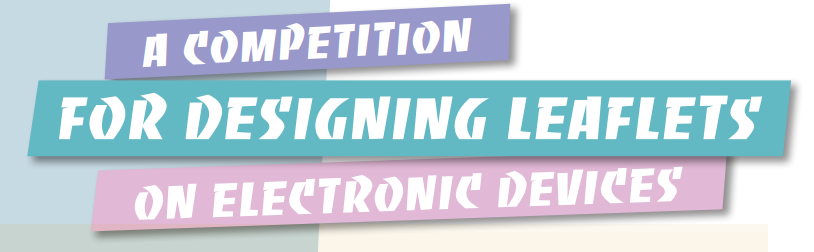 A COMPETITION
FOR DESIGNING LEAFLETS
ON ELECTRONIC DEVICES